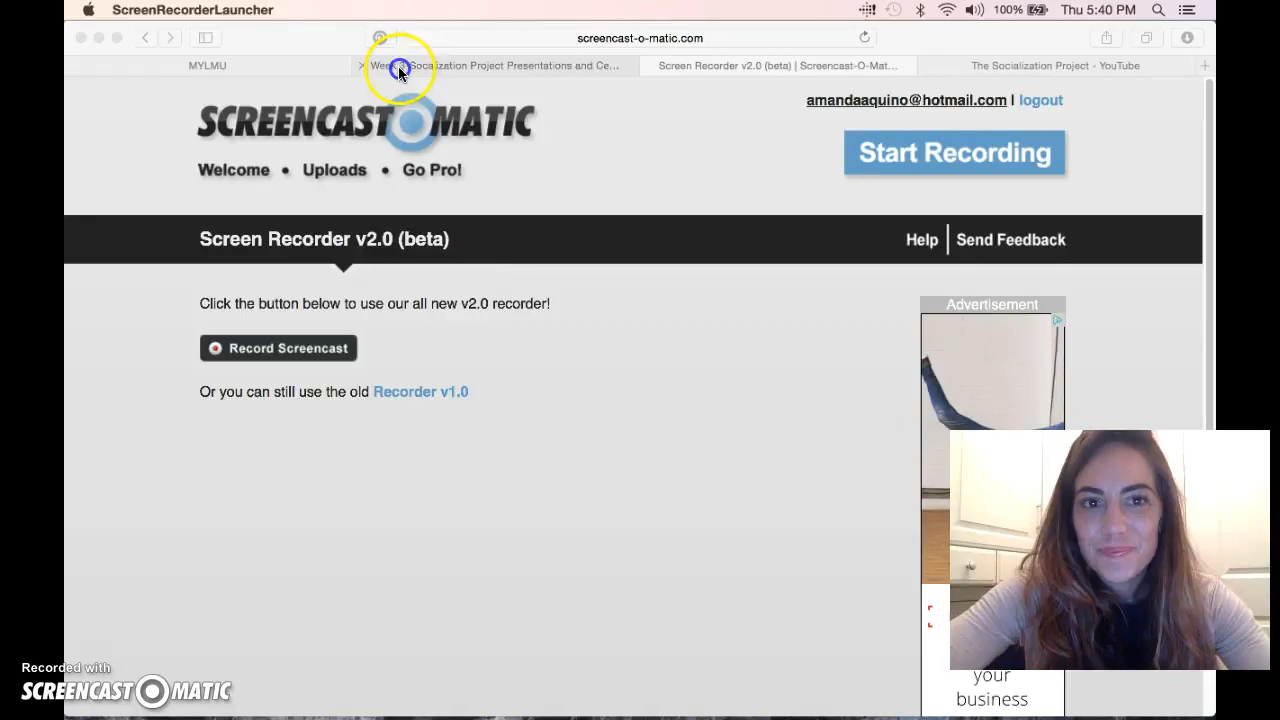 ScreenRecorderLauncher
100%
Thu 5:40 PM
screencast-o-matic.com
MYLMU
Socialization Project Presentations and Ce...
Screen Recorder v2.0 (beta) | Screencast-O-Mat...
The Socialization Project - YouTube
SCREENCAST O MATIC
amandaaquino@hotmail.com | logout
Start Recording
Welcome • Uploads • Go Pro!
Screen Recorder v2.0 (beta)
Help | Send Feedback
Click the button below to use our all new v2.0 recorder!
Advertisement
Record Screencast
Or you can still use the old Recorder v1.0
your
business
Recorded with
SCREENCAST O MATIC